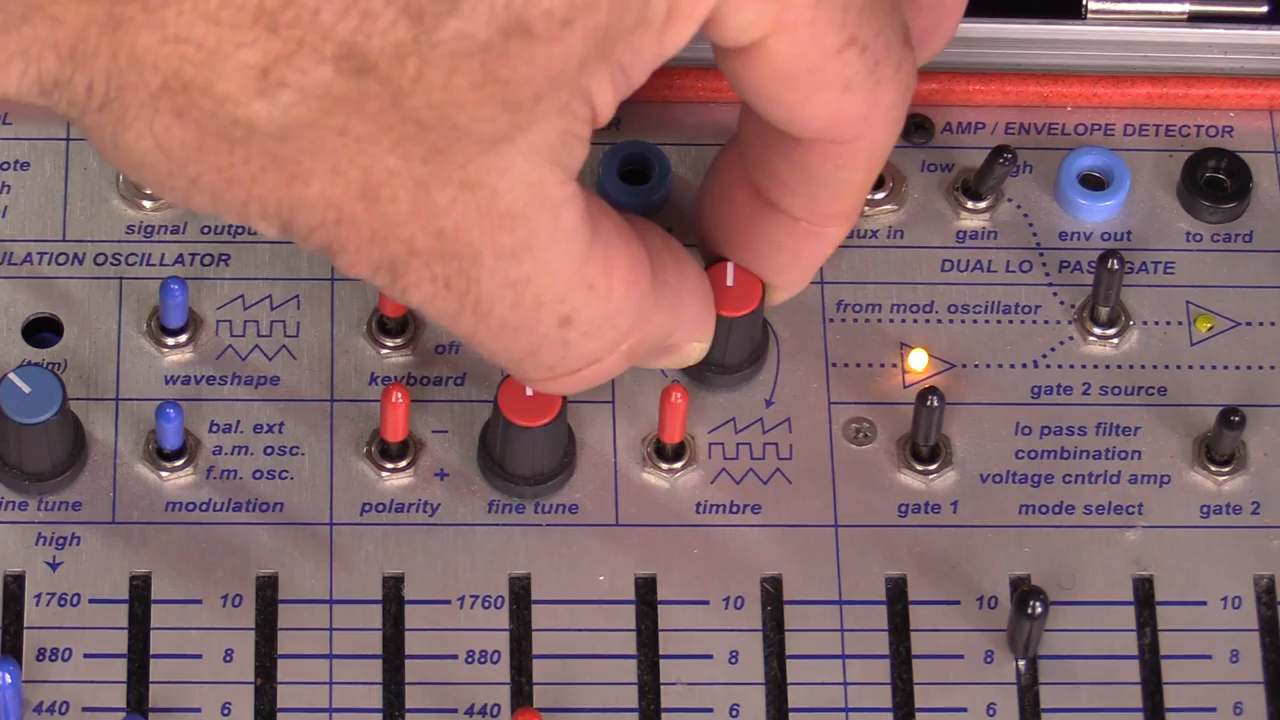 AMP / ENVELOPE DETECTOR
low
signal
aux in
gain
env out
to card
OSCILLATOR
DUAL LO PASS GATE
from mod. oscillator
(trim)
waveshape
off
keyboard
gate 2 source
bal. ext
a.m. osc.
f.m. osc.
modulation
–
+
polarity
fine tune
timbre
lo pass filter
combination
voltage cntrld amp
gate 1
mode select
gate 2
tune
high
1760
10
1760
10
10
10
880
8
880
8
8
8
440
6
440
6
6
6